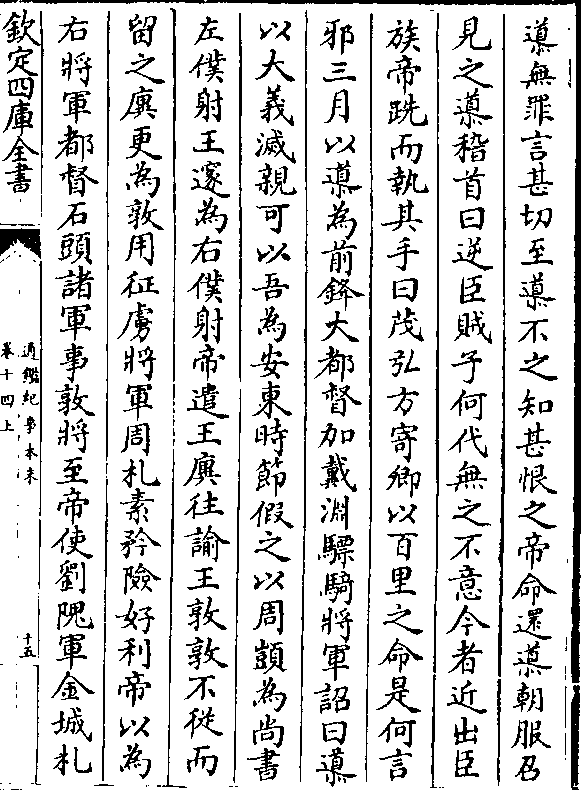 導無罪言甚切至導不之知甚恨之帝命還導朝服召
見之導稽首曰逆臣賊子何代無之不意今者近出臣
族帝跣而執其手曰茂弘方寄卿以百里之命是何言
邪三月以導為前鋒大都督加戴淵驃騎將軍詔曰導
以大義滅親可以吾為安東時節假之以周顗為尚書
左僕射王邃為右僕射帝遣王廙往諭王敦敦不從而
留之廙更為敦用征虜將軍周札素矜險好利帝以為
右將軍都督石頭諸軍事敦將至帝使劉隗軍金城札
欽定四庫全書
通鑑紀事本末
卷十四上
十五